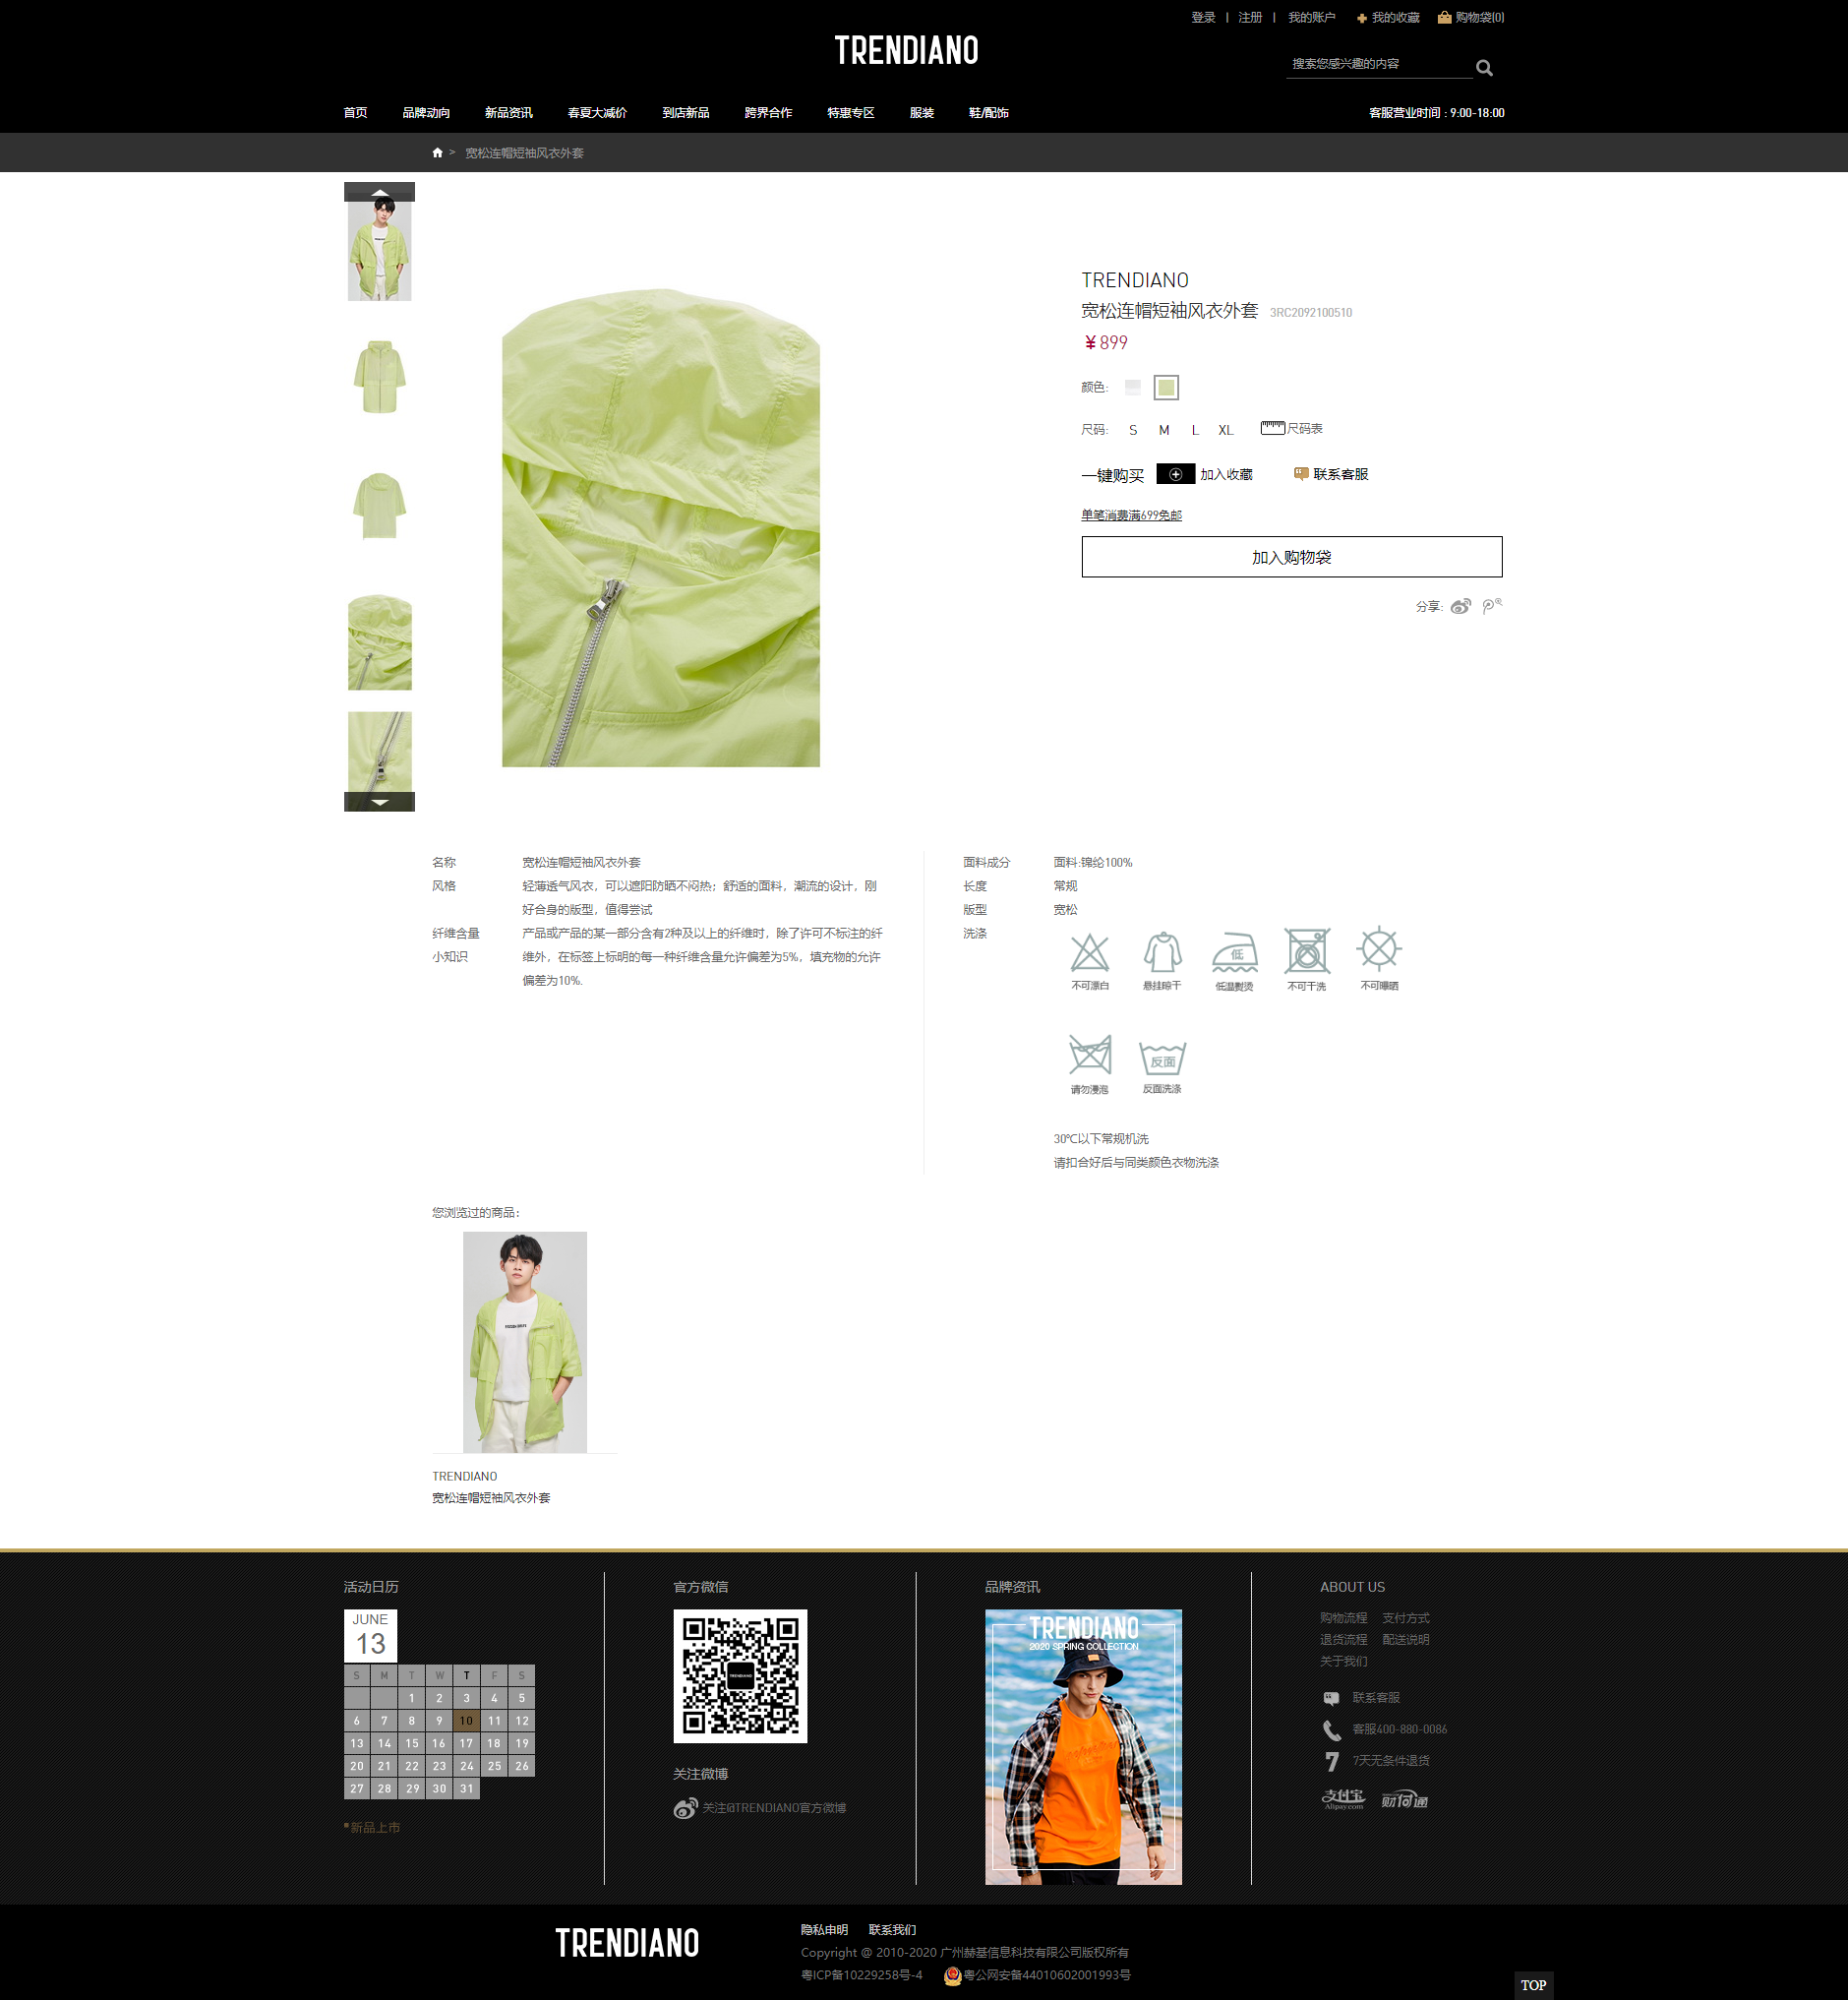 登录 | 注册 | 我的账户 我的收藏 购物袋(0)
TRENDIANO
搜索您感兴趣的内容
首页 品牌动向 新品资讯 春夏大减价 到店新品 跨界合作 特惠专区 服装 鞋/配饰 客服营业时间 : 9:00-18:00
> 宽松连帽短袖风衣外套
TRENDIANO
宽松连帽短袖风衣外套 3RC2092100510
￥899
颜色:
尺码: S M L XL 尺码表
一键购买 加入收藏 联系客服
单笔消费满699免邮
加入购物袋
分享:
名称 宽松连帽短袖风衣外套
风格 轻薄透气风衣，可以遮阳防晒不闷热；舒适的面料，潮流的设计，刚
好合身的版型，值得尝试
纤维含量 产品或产品的某一部分含有2种及以上的纤维时，除了许可不标注的纤
小知识 维外，在标签上标明的每一种纤维含量允许偏差为5%，填充物的允许
偏差为10%.
面料成分 面料:锦纶100%
长度 常规
版型 宽松
洗涤
低
不可漂白 悬挂晾干 低温熨烫 不可干洗 不可曝晒
反面
请勿浸泡 反面洗涤
30℃以下常规机洗
请扣合好后与同类颜色衣物洗涤
您浏览过的商品：
TRENDIANO
宽松连帽短袖风衣外套
活动日历
JUNE
13
S M T W T F S
1 2 3 4 5
6 7 8 9 10 11 12
13 14 15 16 17 18 19
20 21 22 23 24 25 26
27 28 29 30 31
新品上市
官方微信
TRENDIANO
关注微博
关注@TRENDIANO官方微博
品牌资讯
TRENDIANO
2020 SPRING COLLECTION
ABOUT US
购物流程 支付方式
退货流程 配送说明
关于我们
联系客服
客服400-880-0086
7 7天无条件退货
支付宝 财付通
Alipay.com
TRENDIANO
隐私申明 联系我们
Copyright @ 2010-2020 广州赫基信息科技有限公司版权所有
粤ICP备10229258号-4 粤公网安备44010602001993号
TOP